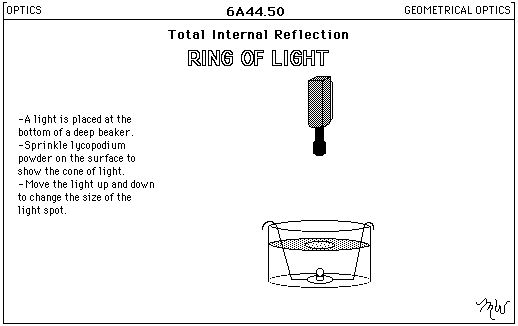 OPTICS
6A44.50
GEOMETRICAL OPTICS
Total Internal Reflection
RING OF LIGHT
-A light is placed at the
bottom of a deep beaker.
-Sprinkle lycopodium
powder on the surface to
show the cone of light.
-Move the light up and down
to change the size of the
light spot.
MW